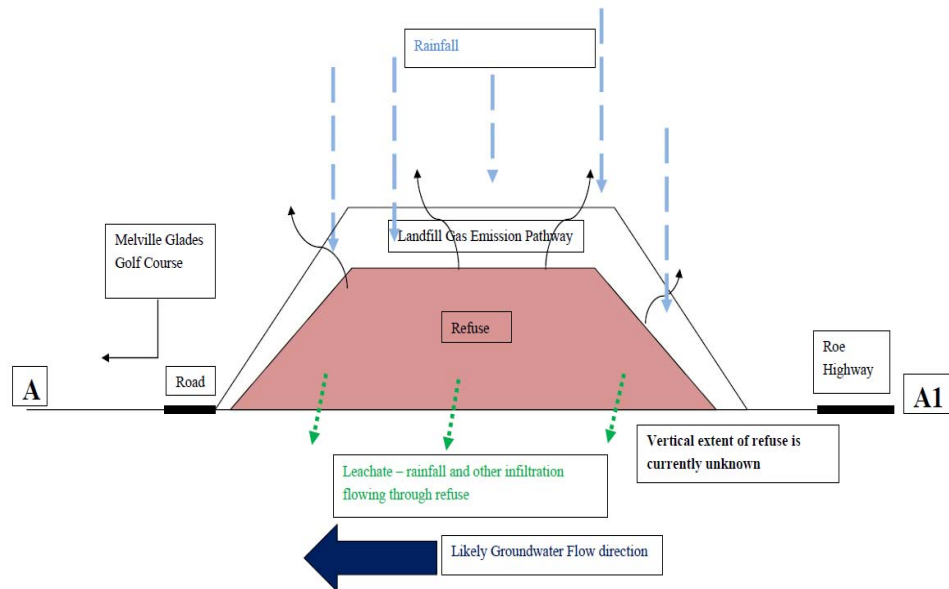 Rainfall
Landfill Gas Emission Pathway
Melville Glades
Golf Course
Refuse
Roe
Highway
Road
A
A1
Vertical extent of refuse is
currently unknown
Leachate – rainfall and other infiltration
flowing through refuse
Likely Groundwater Flow direction